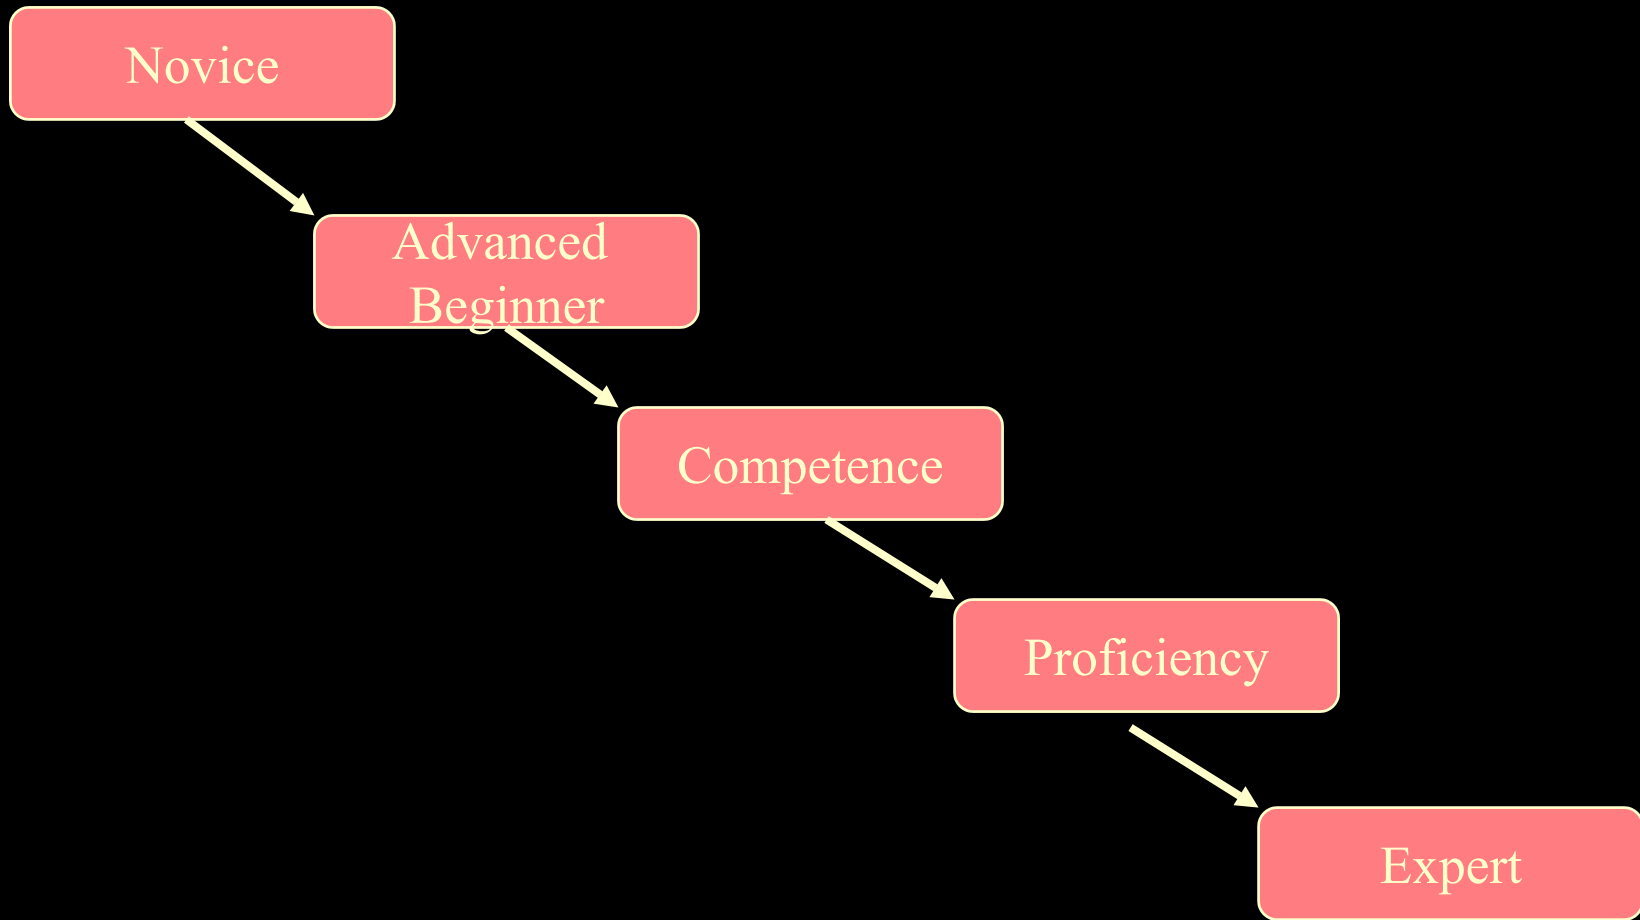 Novice
Advanced
Beginner
Competence
Proficiency
Expert